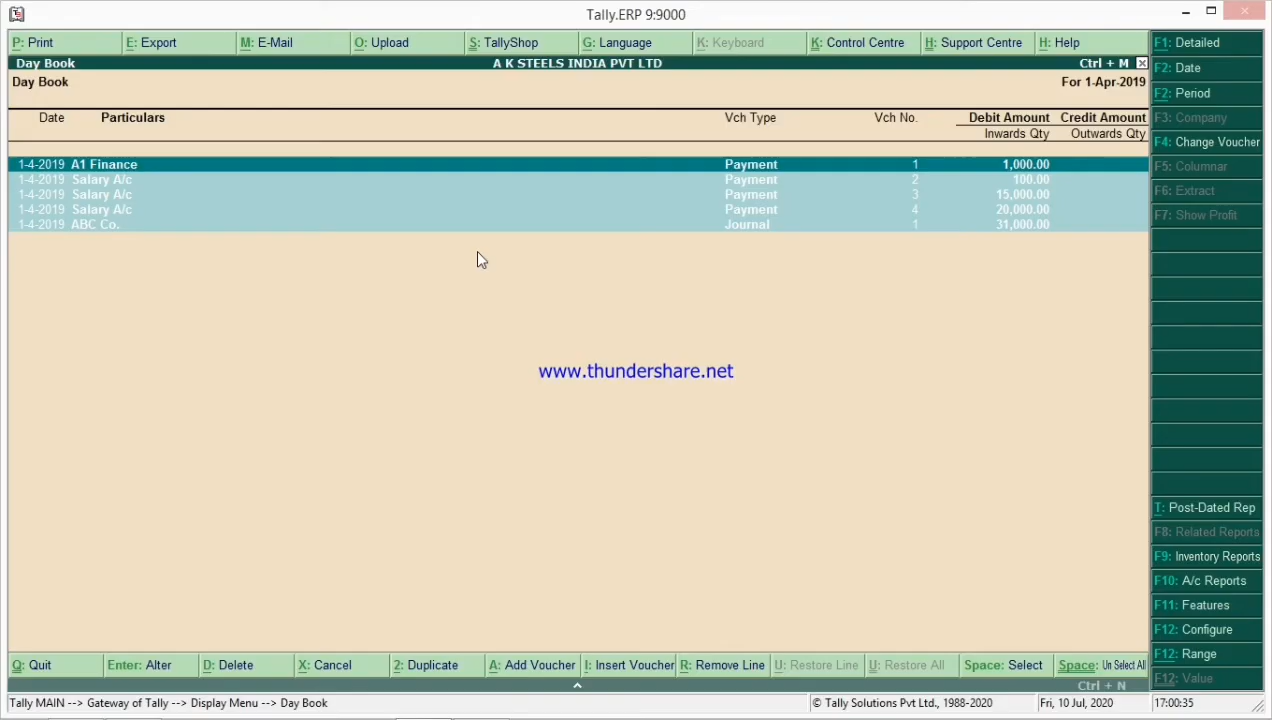 Tally.ERP 9:9000
P: Print E: Export M: E-Mail O: Upload S: TallyShop G: Language K: Keyboard K: Control Centre H: Support Centre H: Help
Day Book A K STEELS INDIA PVT LTD Ctrl + M
Day Book For 1-Apr-2019
Date Particulars Vch Type Vch No. Debit Amount Credit Amount
Inwards Qty Outwards Qty
1-4-2019 A1 Finance Payment 1 1,000.00
1-4-2019 Salary A/c Payment 2 100.00
1-4-2019 Salary A/c Payment 3 15,000.00
1-4-2019 Salary A/c Payment 4 20,000.00
1-4-2019 ABC Co. Journal 1 31,000.00
www.thundershare.net
F1: Detailed
F2: Date
F2: Period
F3: Company
F4: Change Voucher
F5: Columnar
F6: Extract
F7: Show Profit
T: Post-Dated Rep
F8: Related Reports
F9: Inventory Reports
F10: A/c Reports
F11: Features
F12: Configure
F12: Range
F12: Value
Q: Quit Enter: Alter D: Delete X: Cancel 2: Duplicate A: Add Voucher I: Insert Voucher R: Remove Line U: Restore Line U: Restore All Space: Select Space: Un Select All
Ctrl + N
Tally MAIN --> Gateway of Tally --> Display Menu --> Day Book © Tally Solutions Pvt Ltd., 1988-2020 Fri, 10 Jul, 2020 17:00:35